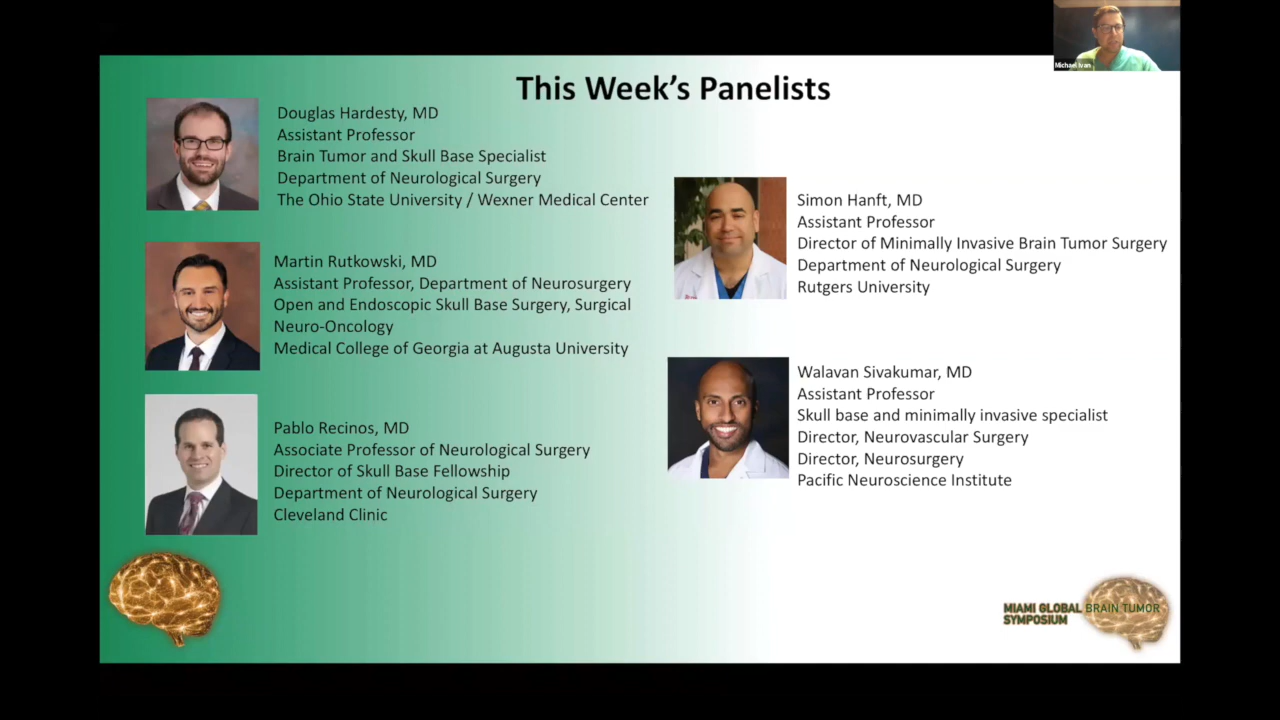 Michael Ivan
This Week's Panelists
Douglas Hardesty, MD
Assistant Professor
Brain Tumor and Skull Base Specialist
Department of Neurological Surgery
The Ohio State University / Wexner Medical Center
Martin Rutkowski, MD
Assistant Professor, Department of Neurosurgery
Open and Endoscopic Skull Base Surgery, Surgical
Neuro-Oncology
Medical College of Georgia at Augusta University
Pablo Recinos, MD
Associate Professor of Neurological Surgery
Director of Skull Base Fellowship
Department of Neurological Surgery
Cleveland Clinic
Simon Hanft, MD
Assistant Professor
Director of Minimally Invasive Brain Tumor Surgery
Department of Neurological Surgery
Rutgers University
Walavan Sivakumar, MD
Assistant Professor
Skull base and minimally invasive specialist
Director, Neurovascular Surgery
Director, Neurosurgery
Pacific Neuroscience Institute
MIAMI GLOBAL BRAIN TUMOR
SYMPOSIUM